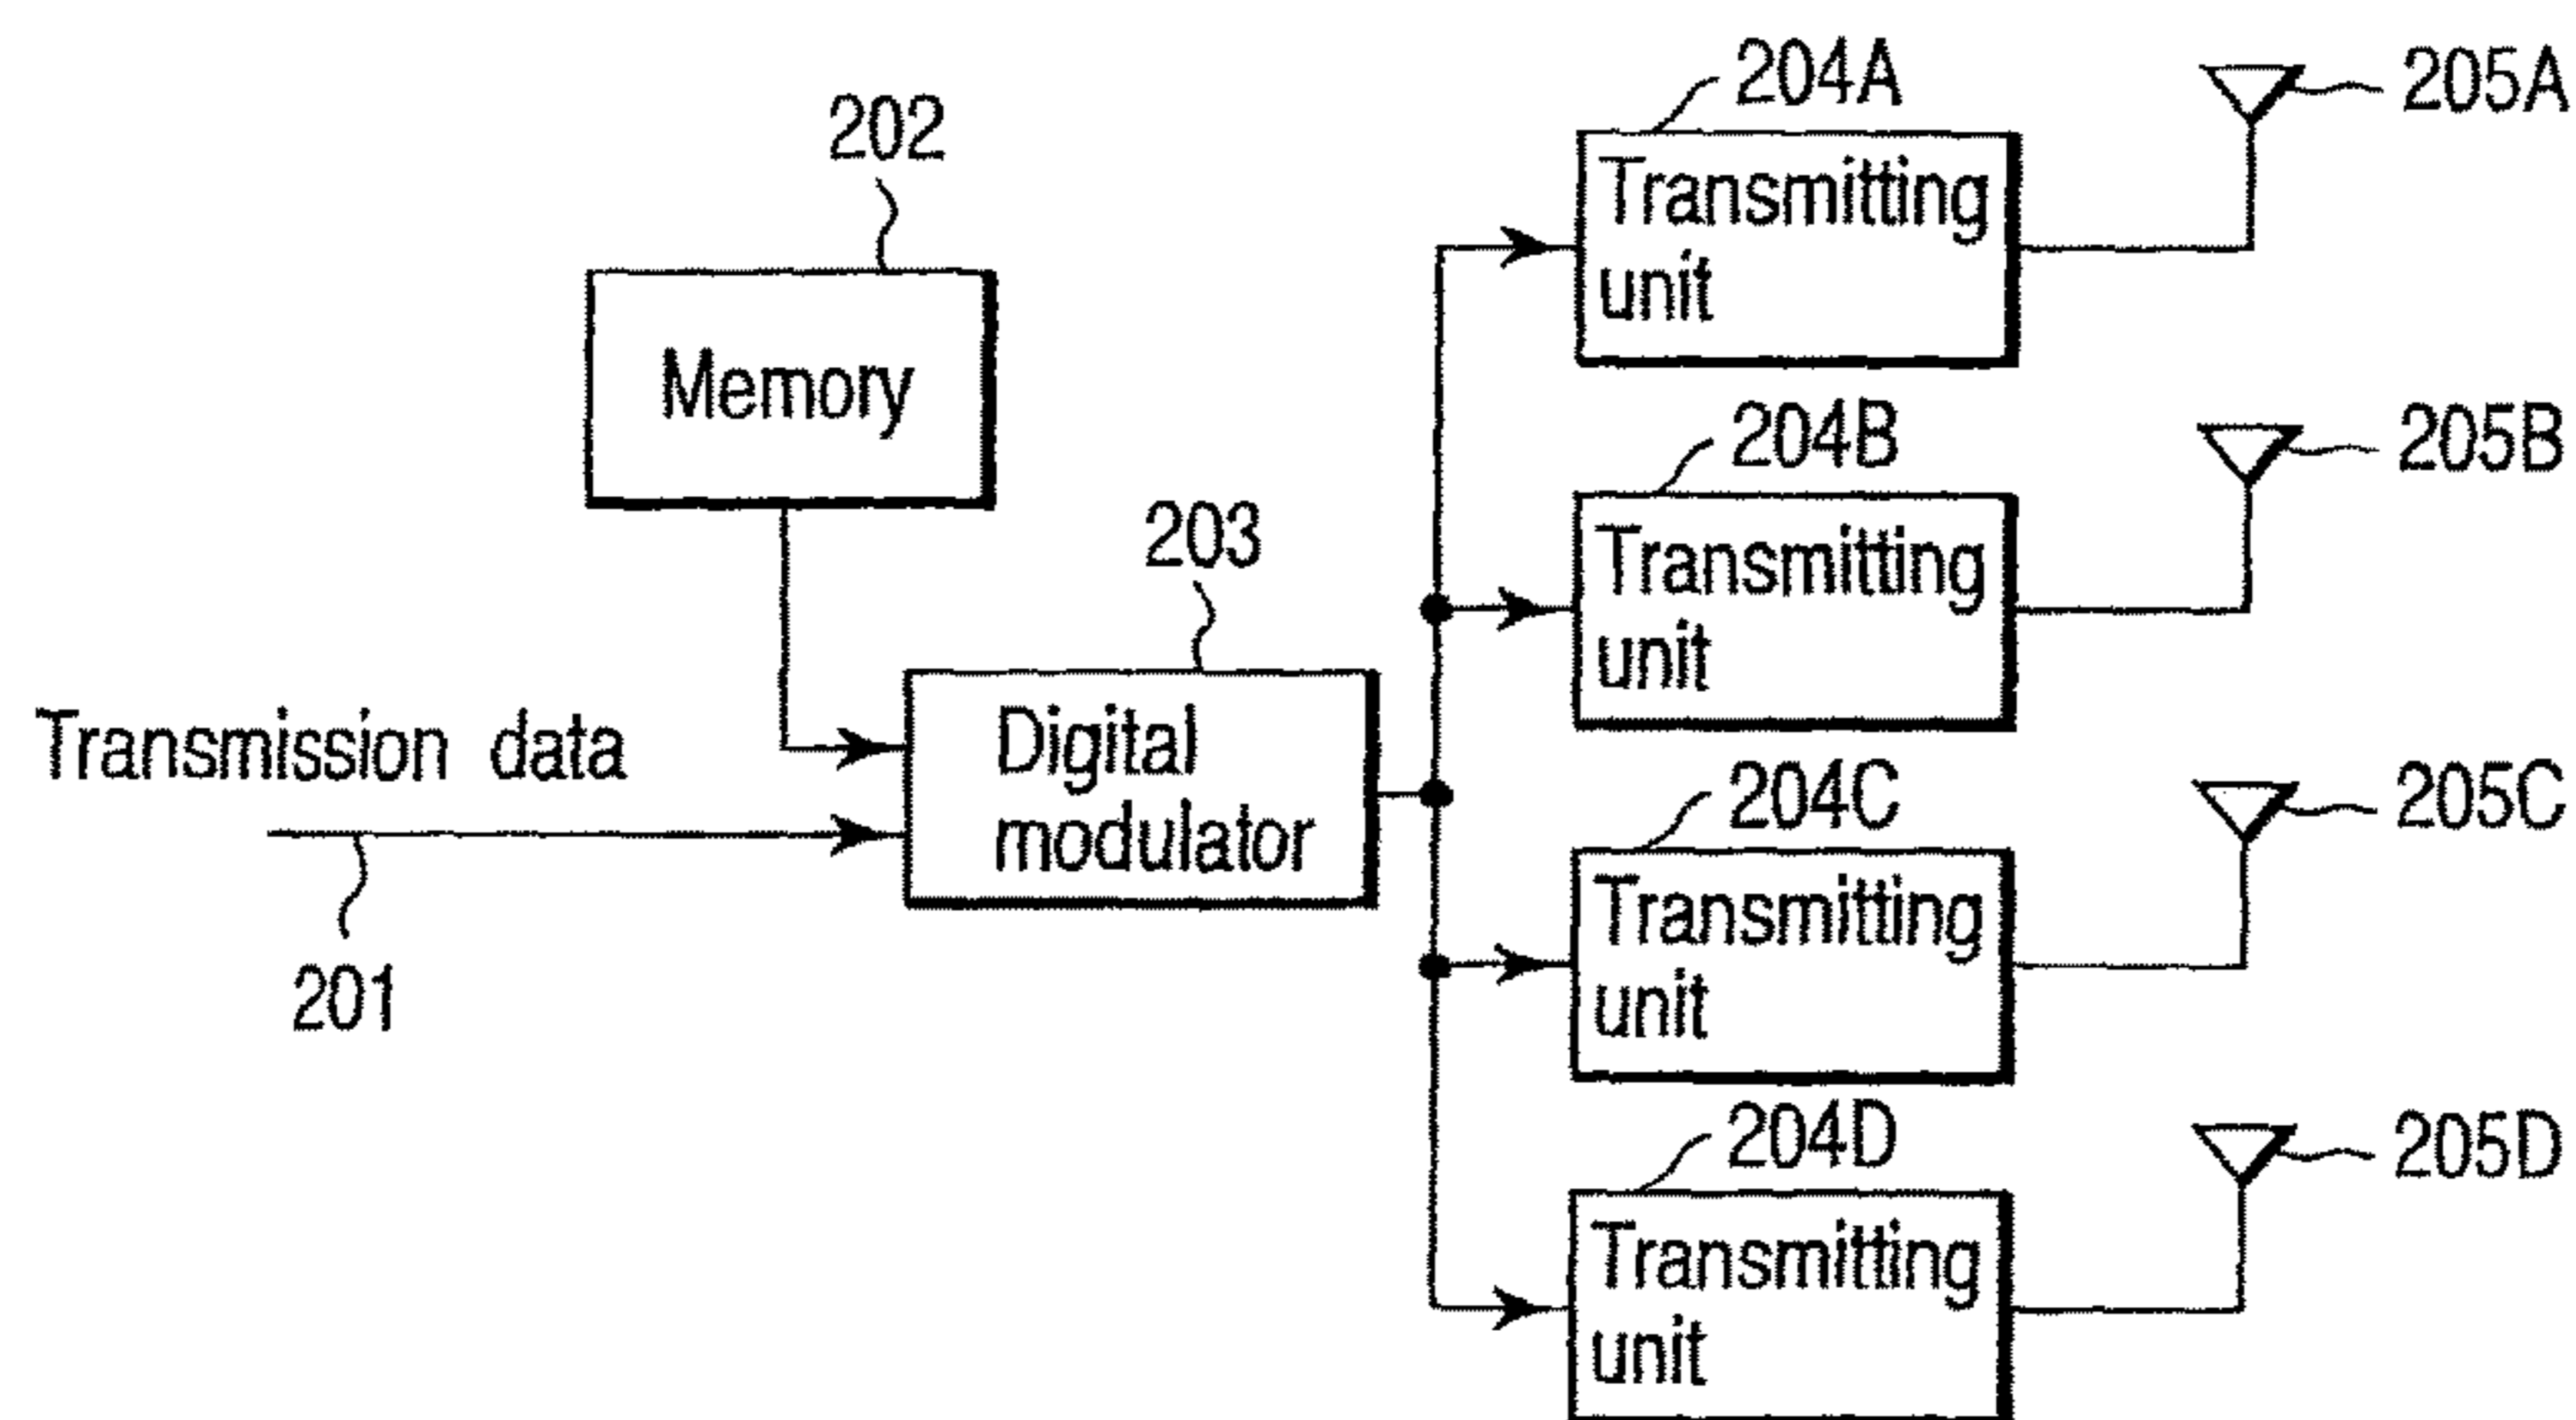 204A
205A
202
Transmitting
unit
Memory
204B
205B
203
Transmitting
unit
Transmission data
Digital
modulator
204C
205C
Transmitting
unit
201
204D
205D
Transmitting
unit